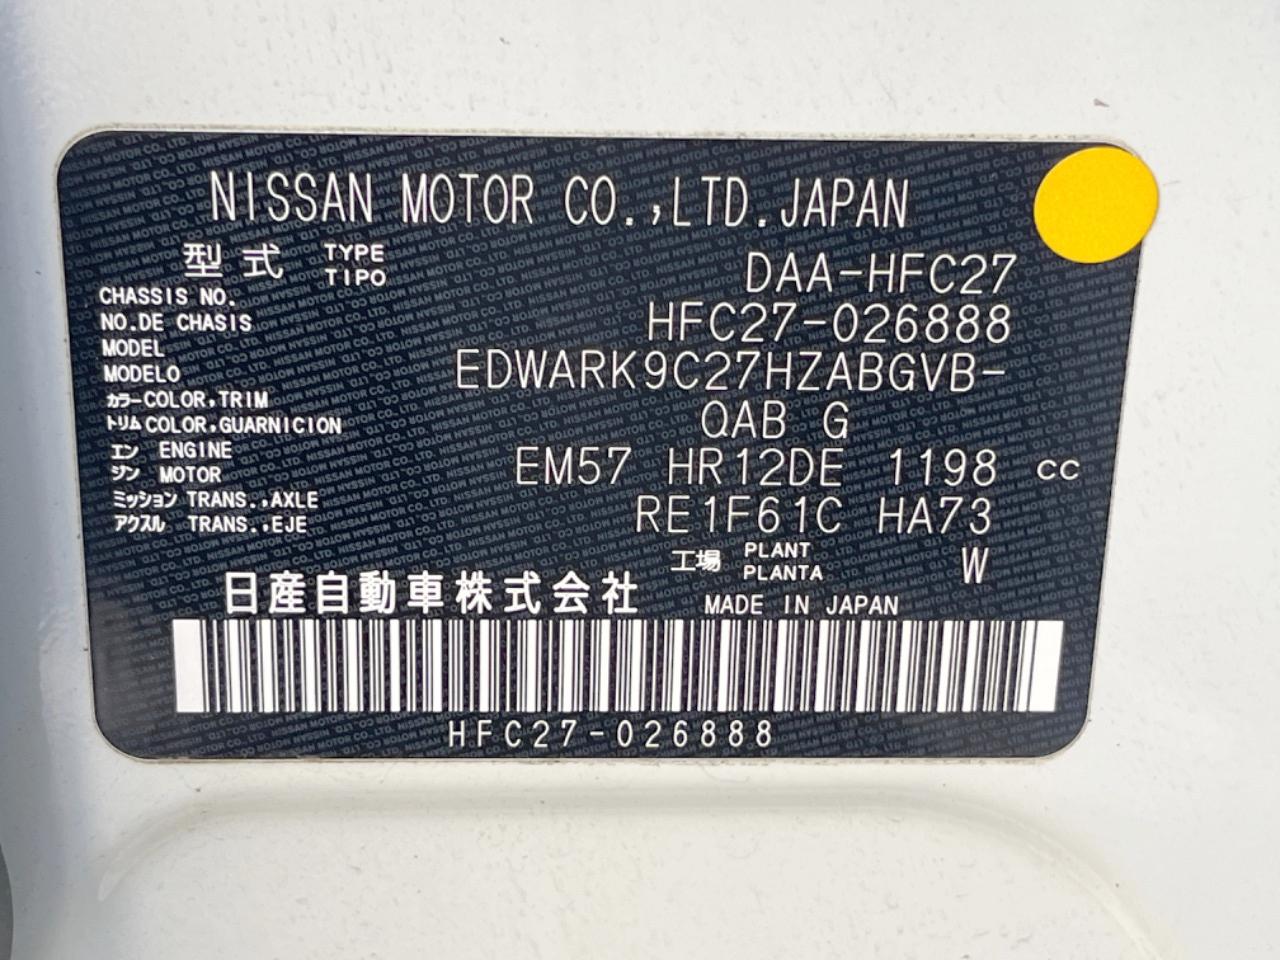 NISSAN MOTOR CO.,LTD.JAPAN
型式 TYPE TIPO DAA-HFC27
CHASSIS NO.
NO.DE CHASIS HFC27-026888
MODEL
MODELO EDWARK9C27HZABGVB-
カラー COLOR,TRIM
トリム COLOR,GUARNICION QAB G
エン ENGINE
ジン MOTOR EM57 HR12DE 1198 cc
ミッション TRANS.,AXLE
アクスル TRANS.,EJE RE1F61C HA73
工場 PLANT PLANTA W
日産自動車株式会社 MADE IN JAPAN
HFC27-026888